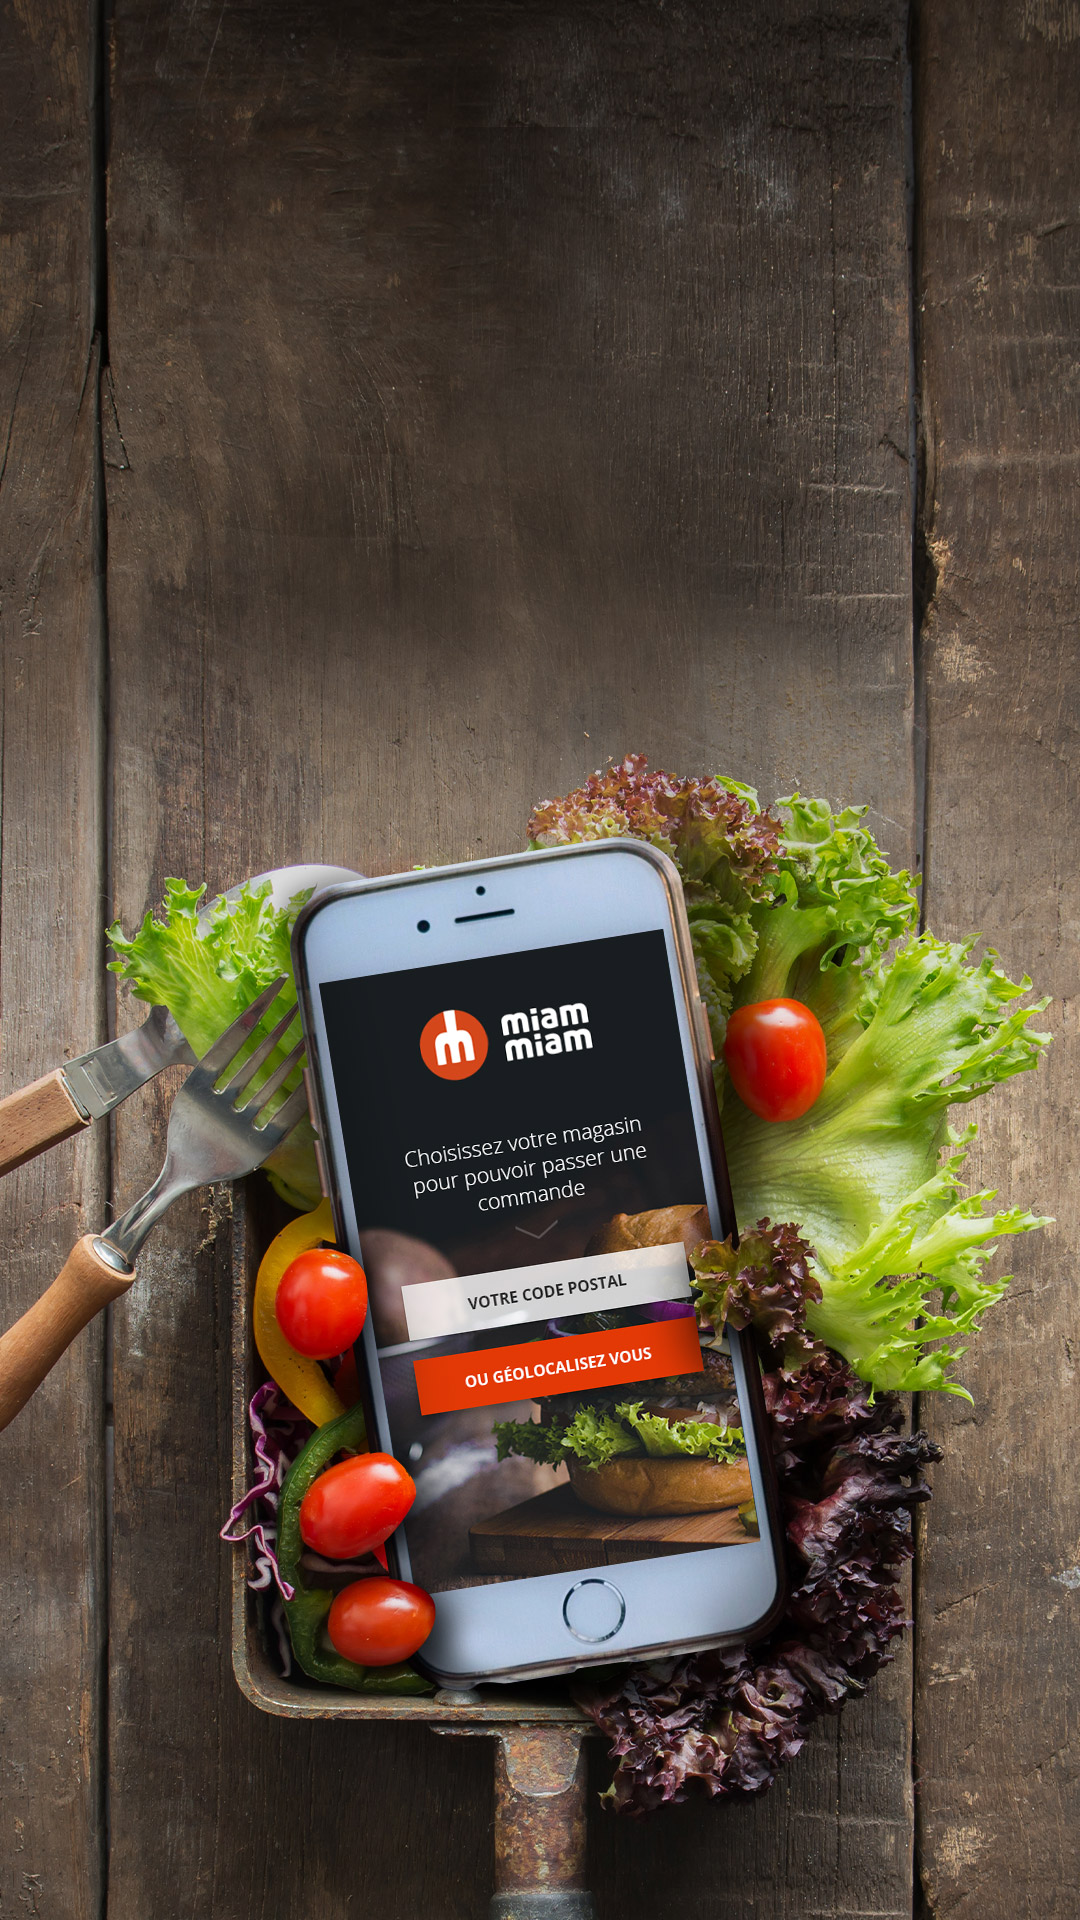 miam
miam
Choisissez votre magasin
pour pouvoir passer une
commande
VOTRE CODE POSTAL
OU GÉOLOCALISEZ VOUS